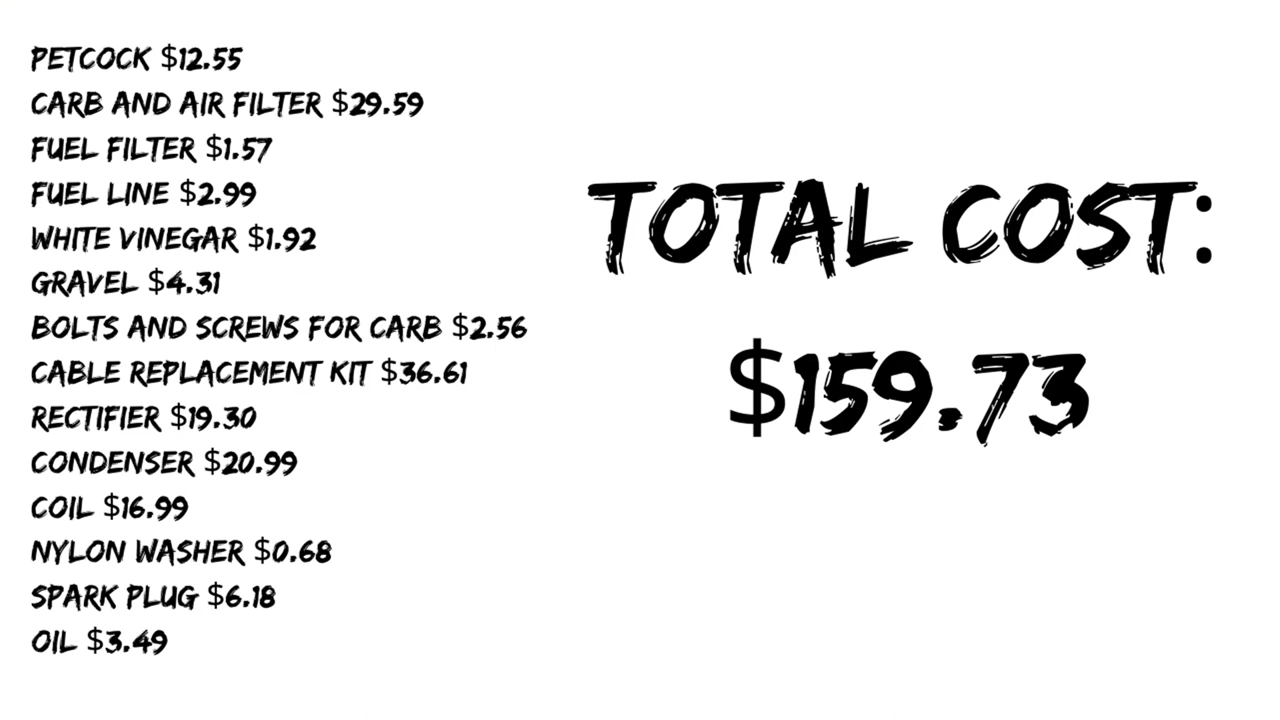 PETCOCK $12.55
CARB AND AIR FILTER $29.59
FUEL FILTER $1.57
FUEL LINE $2.99
WHITE VINEGAR $1.92
GRAVEL $4.31
BOLTS AND SCREWS FOR CARB $2.56
CABLE REPLACEMENT KIT $36.61
RECTIFIER $19.30
CONDENSER $20.99
COIL $16.99
NYLON WASHER $0.68
SPARK PLUG $6.18
OIL $3.49
TOTAL COST:
$159.73